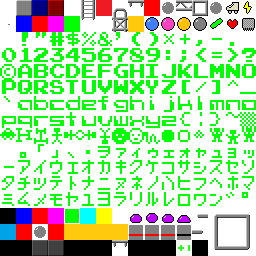 ! " # $ % & ' ( ) * + , - . /
0123456789:;<=>?
©ABCDEFGHIJKLMNO
PQRSTUVWXYZ[/]
`abcdefghijklmno
pqrstuvwxyz{¦}~
。「」、・ヲァィゥェォャュョッ
ーアイウエオカキクケコサシスセソ
タチツテトナニヌネノハヒフヘホマ
ミムメモヤユヨラリルレロワン゛゜